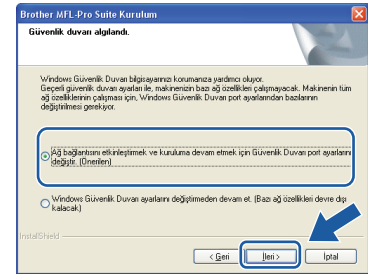 Brother MFL-Pro Suite Kurulum
Güvenlik duvarı algılandı.
Windows Güvenlik Duvarı bilgisayarınızı korumanıza yardımcı oluyor.
Geçerli güvenlik duvarı ayarları ile, makinenizin bazı ağ özellikleri çalışmayacak. Makinenin tüm
ağ özelliklerinin çalışması için, Windows Güvenlik Duvarı port ayarlarından bazılarının
değiştirilmesi gerekiyor.
Ağ bağlantısını etkinleştirmek ve kuruluma devam etmek için Güvenlik Duvarı port ayarlarını
değiştir. (Önerilen)
Windows Güvenlik Duvarı ayarlarını değiştirmeden devam et. (Bazı ağ özellikleri devre dışı
kalacak)
InstallShield
< Geri
İleri >
İptal